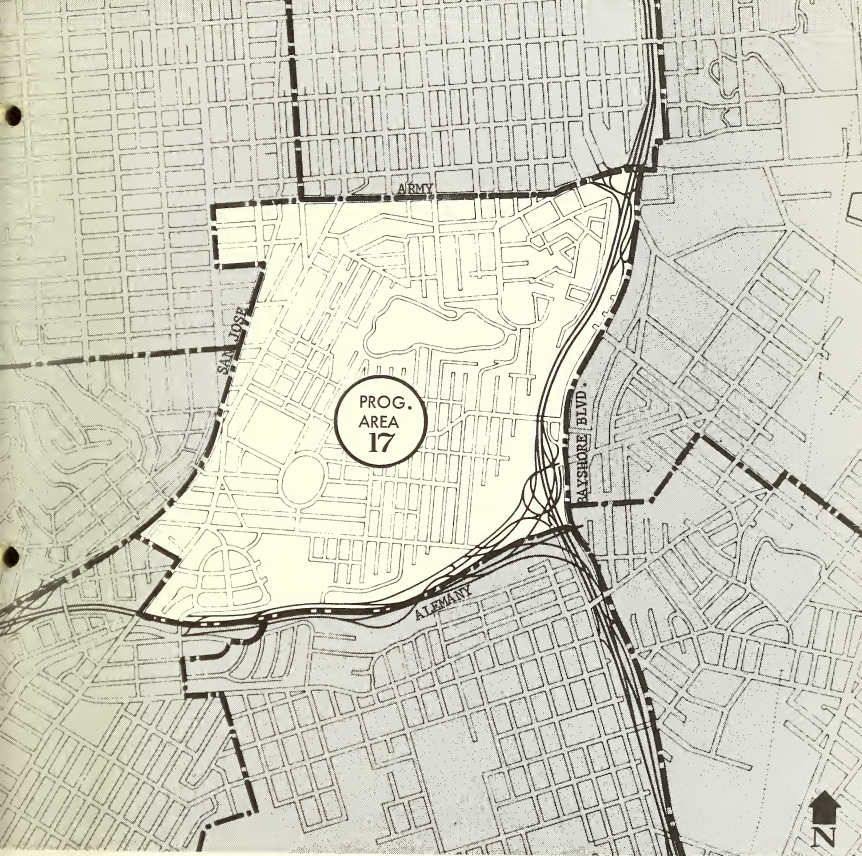 ARMY
SAN JOSE
PROG.
AREA
17
BAYSHORE BLVD.
ALEMANY
N